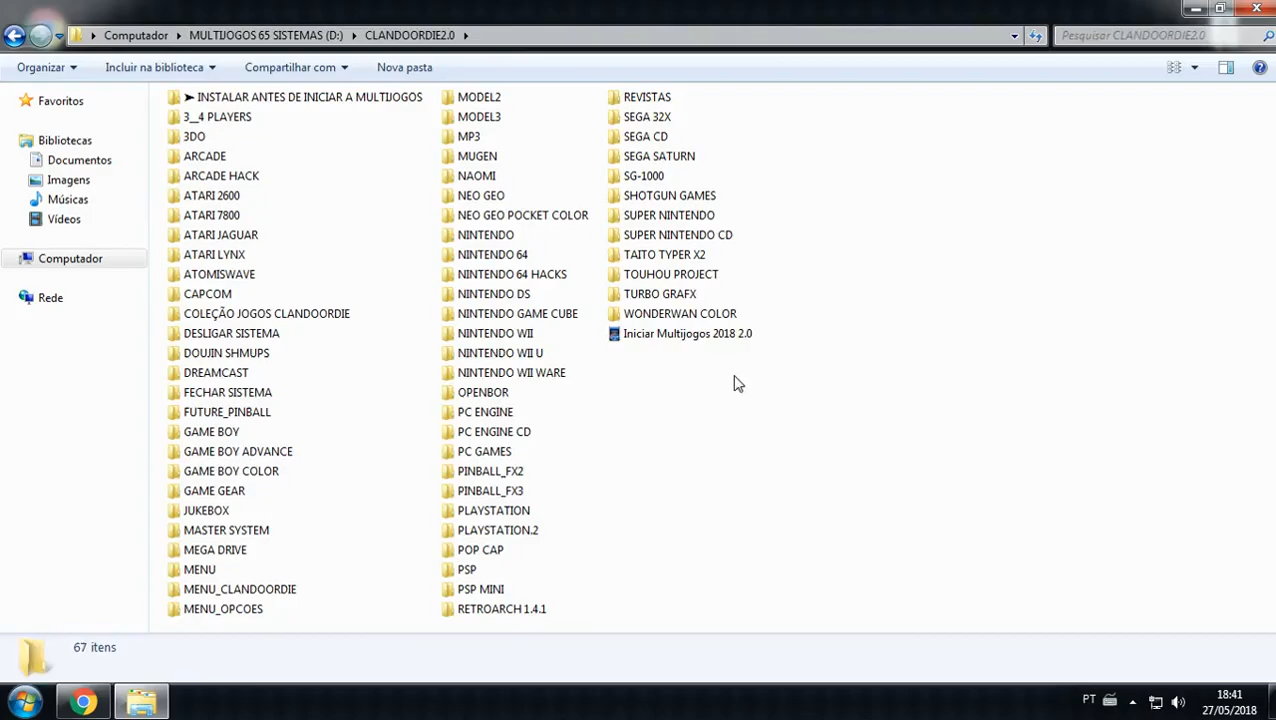 Computador MULTIJOGOS 65 SISTEMAS (D:) CLANDOORDIE2.0
Pesquisar CLANDOORDIE2.0
Organizar Incluir na biblioteca Compartilhar com Nova pasta
Favoritos
Bibliotecas
Documentos
Imagens
Músicas
Vídeos
Computador
Rede
➤ INSTALAR ANTES DE INICIAR A MULTIJOGOS
3__4 PLAYERS
3DO
ARCADE
ARCADE HACK
ATARI 2600
ATARI 7800
ATARI JAGUAR
ATARI LYNX
ATOMISWAVE
CAPCOM
COLEÇÃO JOGOS CLANDOORDIE
DESLIGAR SISTEMA
DOUJIN SHMUPS
DREAMCAST
FECHAR SISTEMA
FUTURE_PINBALL
GAME BOY
GAME BOY ADVANCE
GAME BOY COLOR
GAME GEAR
JUKEBOX
MASTER SYSTEM
MEGA DRIVE
MENU
MENU_CLANDOORDIE
MENU_OPCOES
MODEL2
MODEL3
MP3
MUGEN
NAOMI
NEO GEO
NEO GEO POCKET COLOR
NINTENDO
NINTENDO 64
NINTENDO 64 HACKS
NINTENDO DS
NINTENDO GAME CUBE
NINTENDO WII
NINTENDO WII U
NINTENDO WII WARE
OPENBOR
PC ENGINE
PC ENGINE CD
PC GAMES
PINBALL_FX2
PINBALL_FX3
PLAYSTATION
PLAYSTATION.2
POP CAP
PSP
PSP MINI
RETROARCH 1.4.1
REVISTAS
SEGA 32X
SEGA CD
SEGA SATURN
SG-1000
SHOTGUN GAMES
SUPER NINTENDO
SUPER NINTENDO CD
TAITO TYPER X2
TOUHOU PROJECT
TURBO GRAFX
WONDERWAN COLOR
Iniciar Multijogos 2018 2.0
67 itens
PT
18:41
27/05/2018